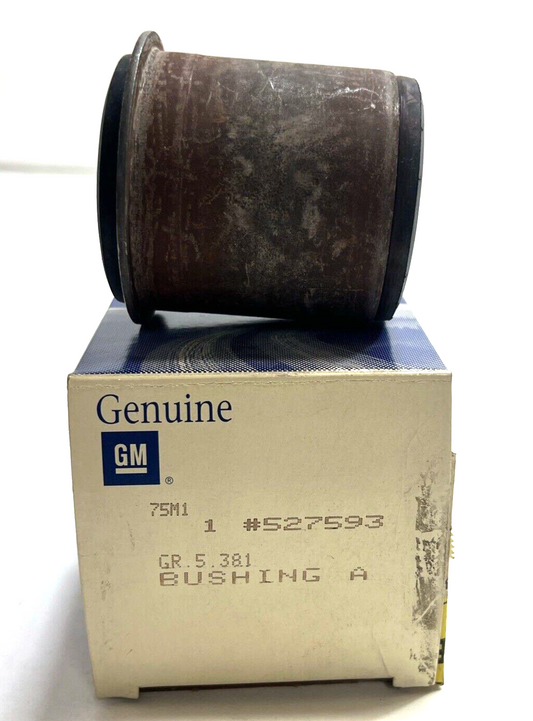 Genuine
GM
®
75M1
1 #527593
GR.5.381
BUSHING A